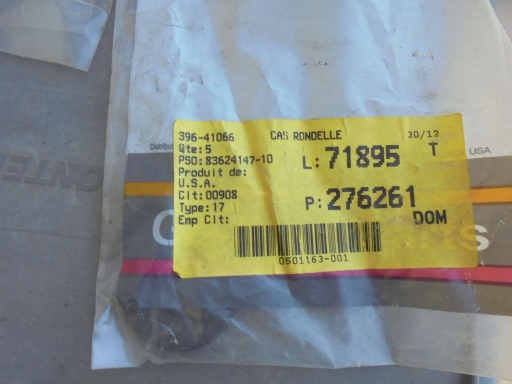 396-41066 CAS RONDELLE 30/12
Qte: 5
PSO: 83624147-10 L: 71895 T
Produit de:
U.S.A.
Clt: 00908 P: 276261
Type: 17 DOM
Emp Clt:
0501163-001
USA